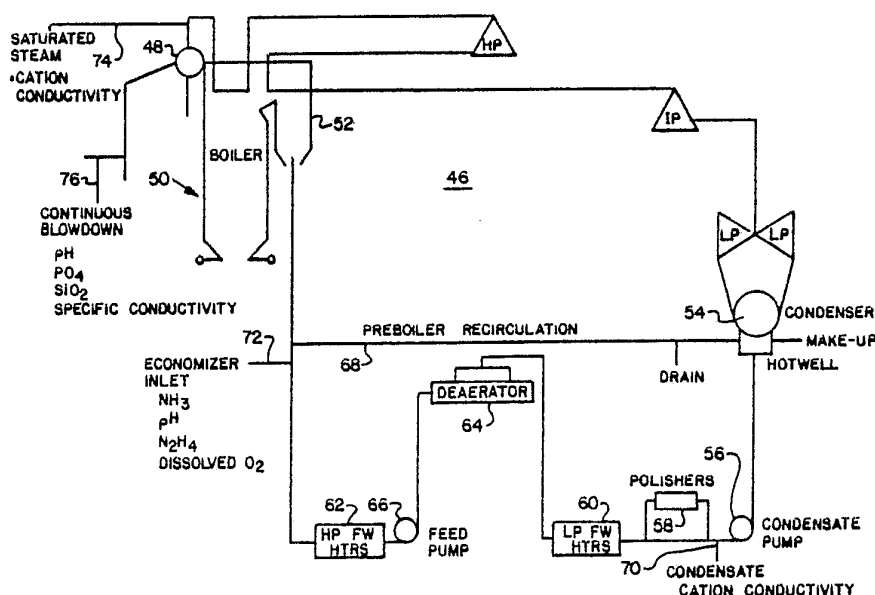 SATURATED
STEAM
CATION
CONDUCTIVITY
74
48
HP
52
IP
BOILER
46
76
50
CONTINUOUS
BLOWDOWN
pH
PO4
SiO2
SPECIFIC CONDUCTIVITY
LP LP
54
CONDENSER
MAKE-UP
HOTWELL
PREBOILER RECIRCULATION
68
DRAIN
72
ECONOMIZER
INLET
NH3
pH
N2H4
DISSOLVED O2
DEAERATOR
64
56
POLISHERS
58
62
HP FW
HTRS
66
FEED
PUMP
60
LP FW
HTRS
CONDENSATE
PUMP
70
CONDENSATE
CATION CONDUCTIVITY